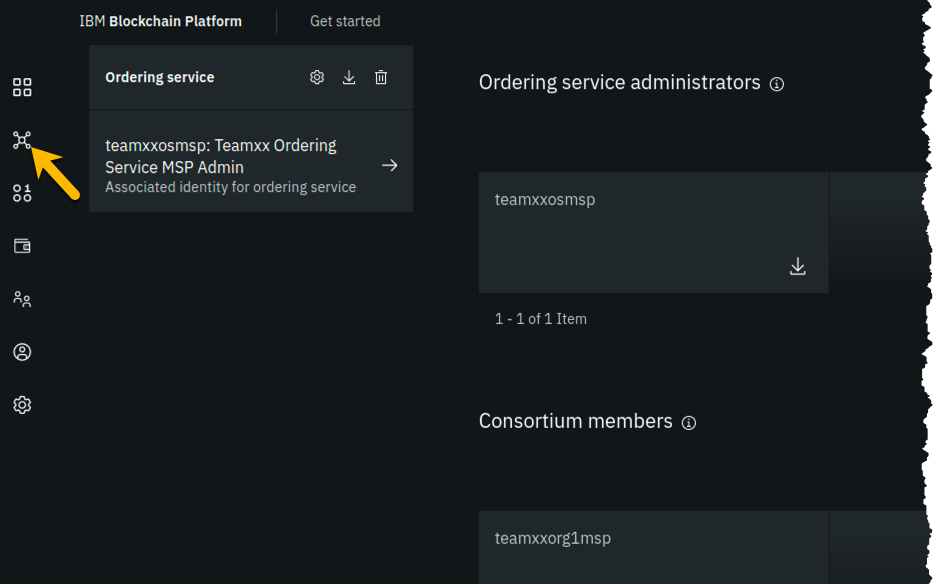 IBM Blockchain Platform
Get started
Ordering service
teamxxosmsp: Teamxx Ordering
Service MSP Admin
Associated identity for ordering service
Ordering service administrators
teamxxosmsp
1 - 1 of 1 Item
Consortium members
teamxxorg1msp